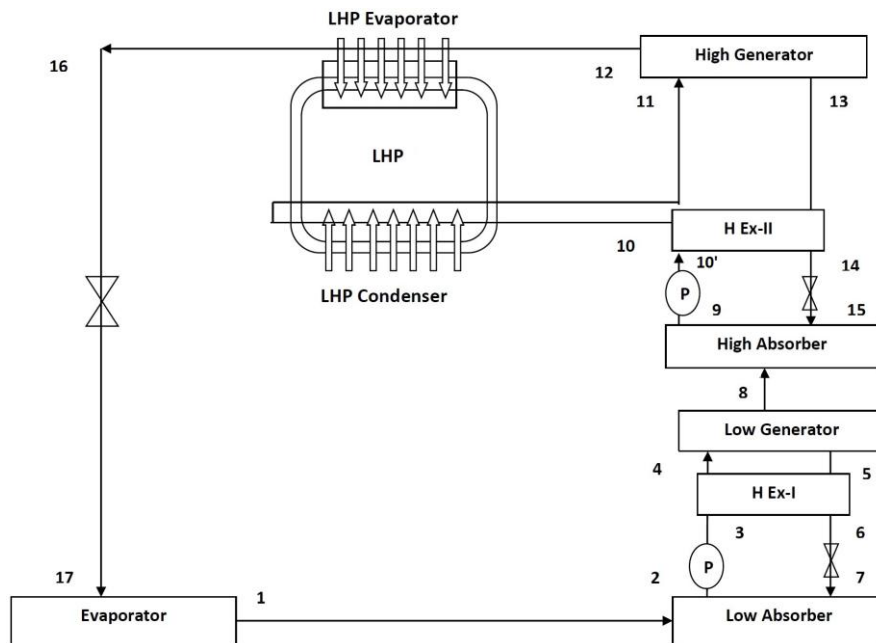 LHP Evaporator
16
12
High Generator
11
13
LHP
10
H Ex-II
10'
14
LHP Condenser
P
9
15
High Absorber
8
Low Generator
4
5
H Ex-I
3
6
P
2
7
17
1
Evaporator
Low Absorber